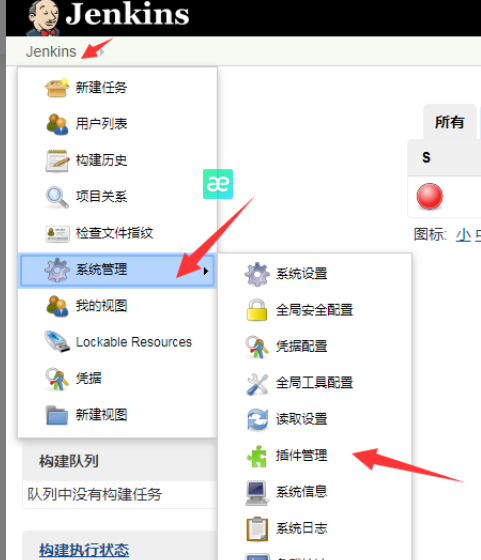 Jenkins
Jenkins
新建任务
用户列表
构建历史
项目关系
检查文件指纹
系统管理
我的视图
Lockable Resources
凭据
新建视图
构建队列
队列中没有构建任务
构建执行状态
æ
系统设置
全局安全配置
凭据配置
全局工具配置
读取设置
插件管理
系统信息
系统日志
所有
S
图标: 小